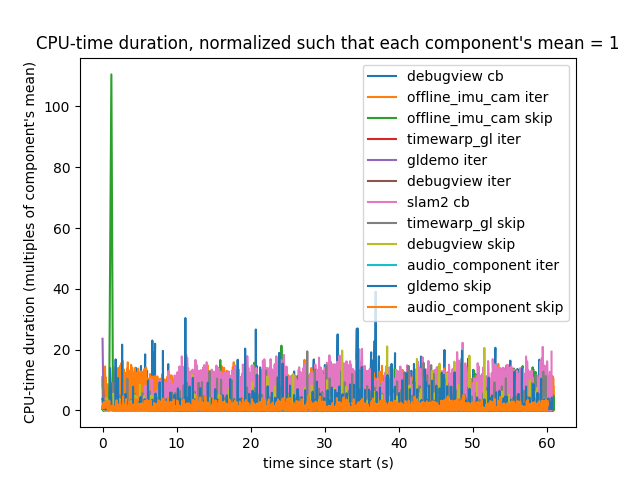 CPU-time duration, normalized such that each component's mean = 1
CPU-time duration (multiples of component's mean)
100
80
60
40
20
0
debugview cb
offline_imu_cam iter
offline_imu_cam skip
timewarp_gl iter
gldemo iter
debugview iter
slam2 cb
timewarp_gl skip
debugview skip
audio_component iter
gldemo skip
audio_component skip
0 10 20 30 40 50 60
time since start (s)